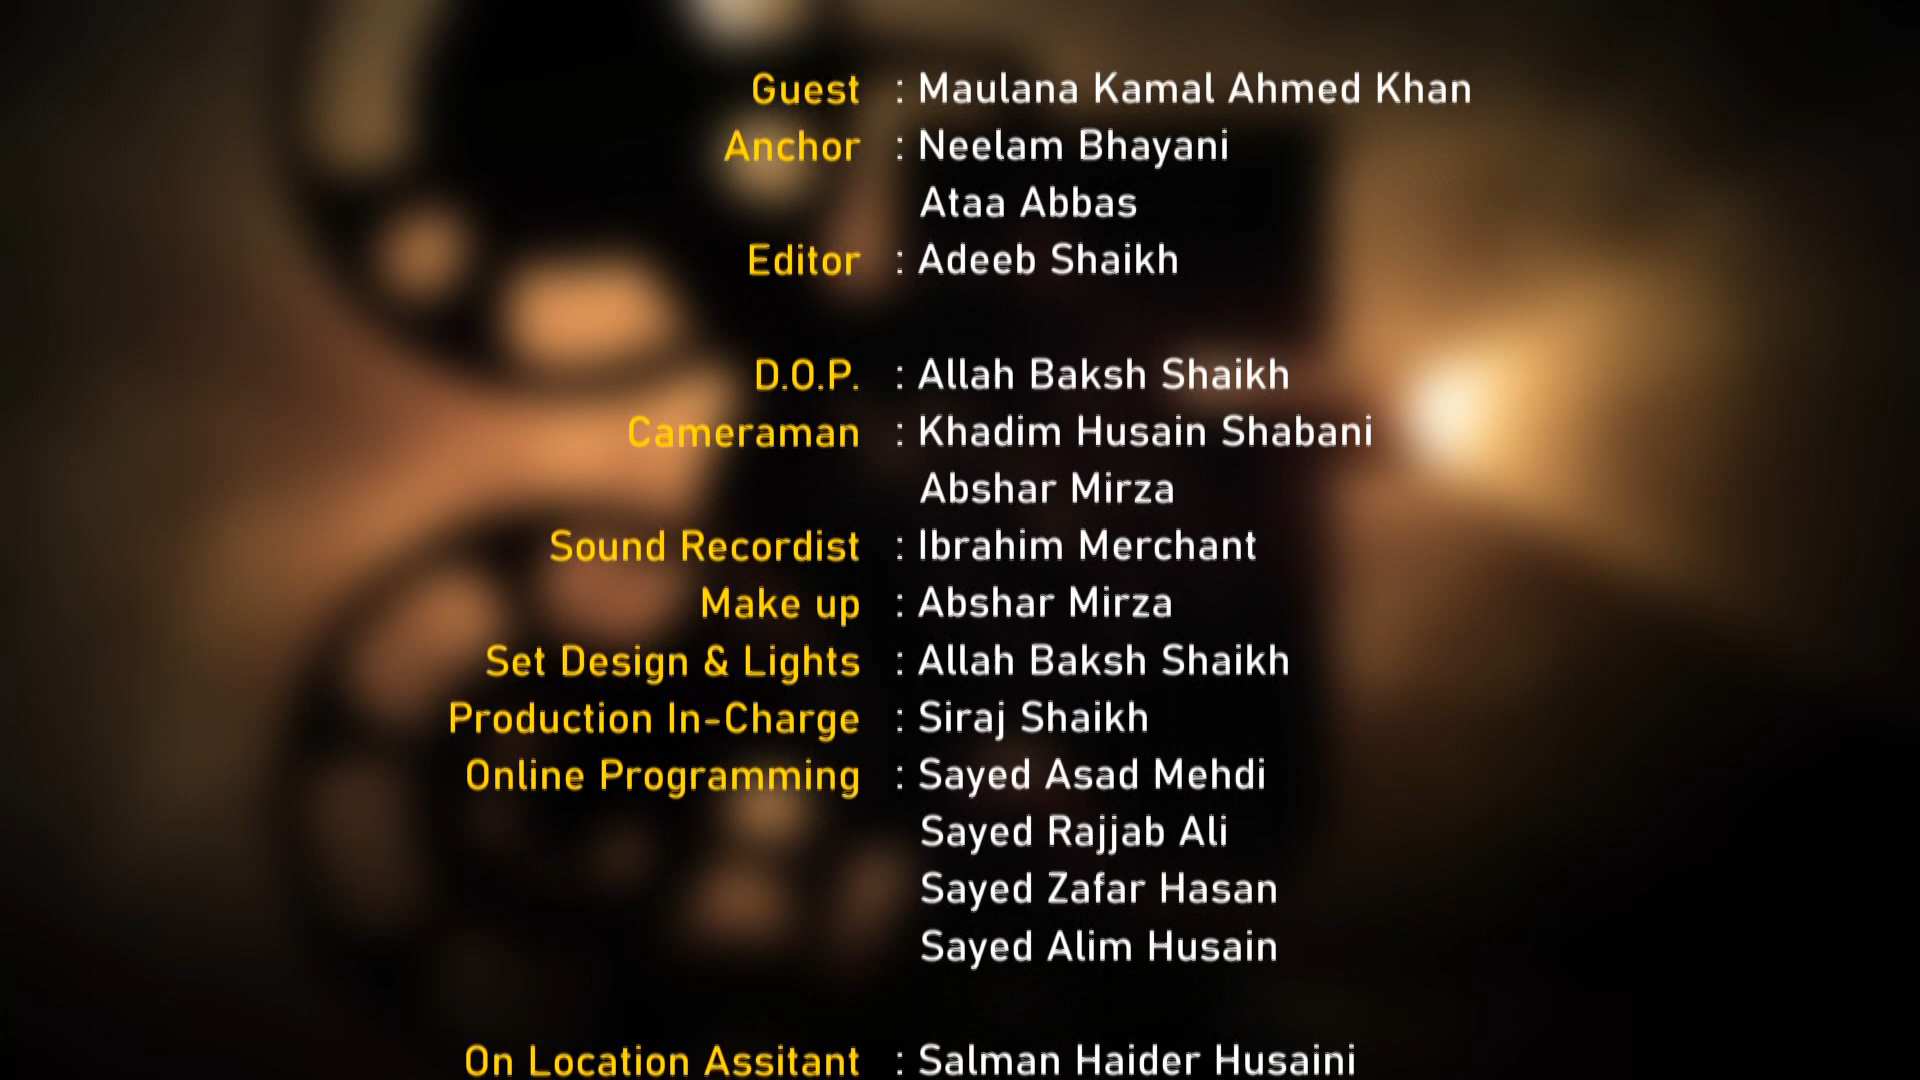 Guest : Maulana Kamal Ahmed Khan
Anchor : Neelam Bhayani
Ataa Abbas
Editor : Adeeb Shaikh
D.O.P. : Allah Baksh Shaikh
Cameraman : Khadim Husain Shabani
Abshar Mirza
Sound Recordist : Ibrahim Merchant
Make up : Abshar Mirza
Set Design & Lights : Allah Baksh Shaikh
Production In-Charge : Siraj Shaikh
Online Programming : Sayed Asad Mehdi
Sayed Rajjab Ali
Sayed Zafar Hasan
Sayed Alim Husain
On Location Assitant : Salman Haider Husaini